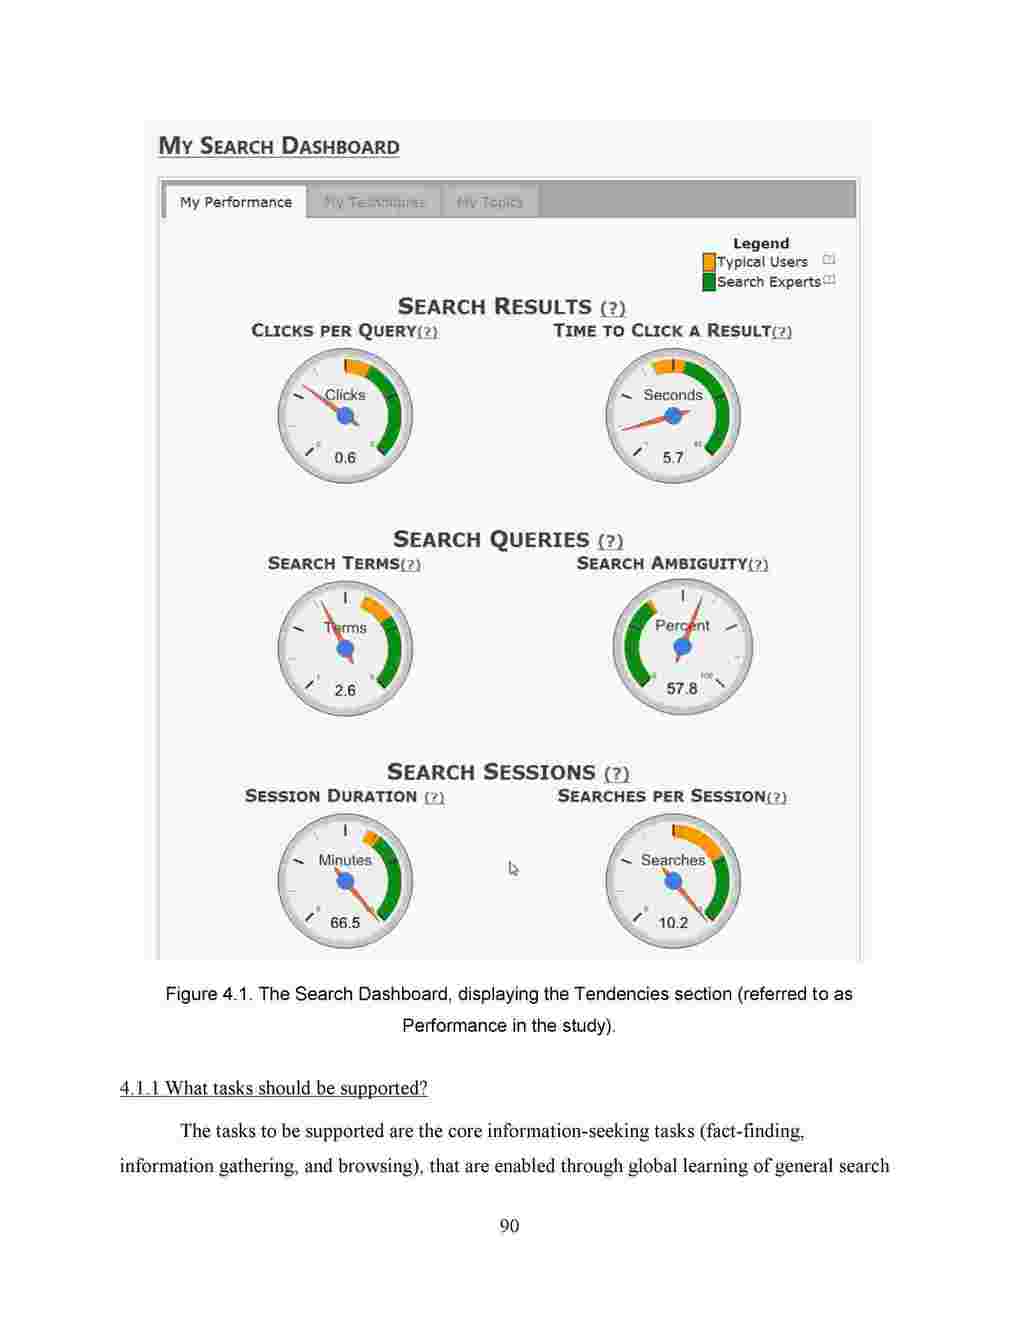 MY SEARCH DASHBOARD
My Performance My Techniques My Topics
Legend
Typical Users [?]
Search Experts [?]
SEARCH RESULTS (?)
CLICKS PER QUERY(?) TIME TO CLICK A RESULT(?)
Clicks Seconds
0.6 5.7
SEARCH QUERIES (?)
SEARCH TERMS(?) SEARCH AMBIGUITY(?)
Terms Percent
100
2.6 57.8
SEARCH SESSIONS (?)
SESSION DURATION (?) SEARCHES PER SESSION(?)
Minutes Searches
66.5 10.2
Figure 4.1. The Search Dashboard, displaying the Tendencies section (referred to as
Performance in the study).
4.1.1 What tasks should be supported?
The tasks to be supported are the core information-seeking tasks (fact-finding,
information gathering, and browsing), that are enabled through global learning of general search
90